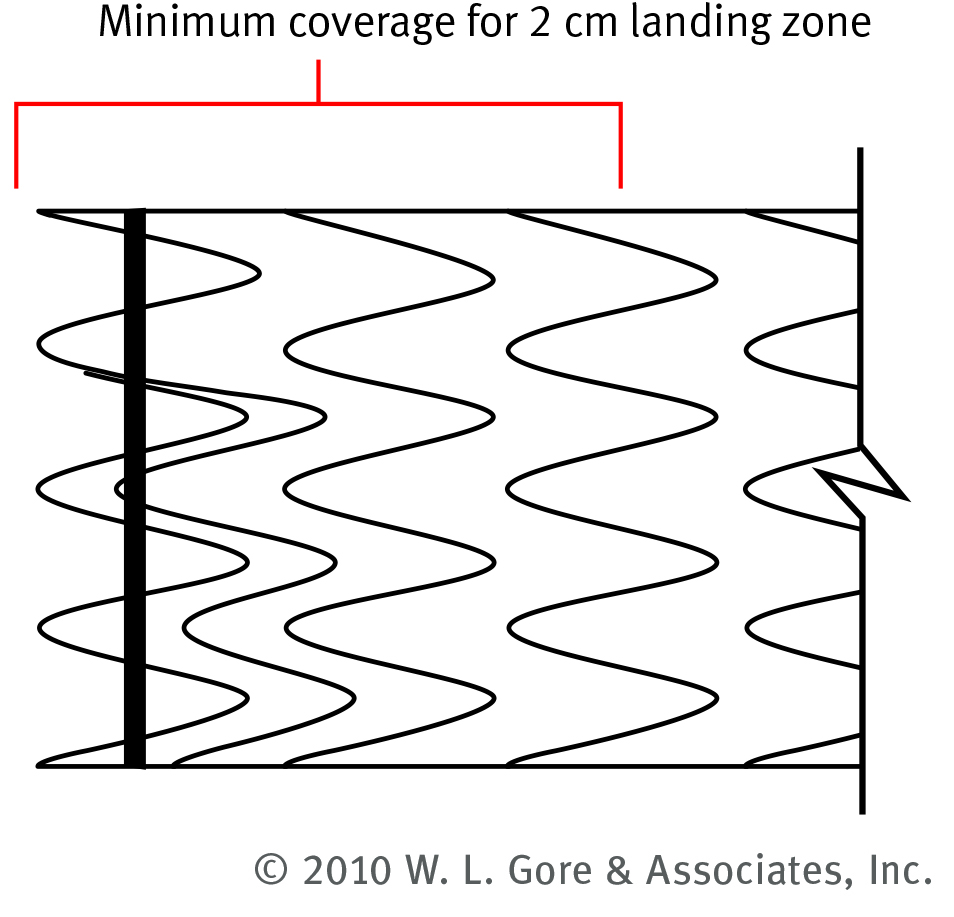 Minimum coverage for 2 cm landing zone
© 2010 W. L. Gore & Associates, Inc.